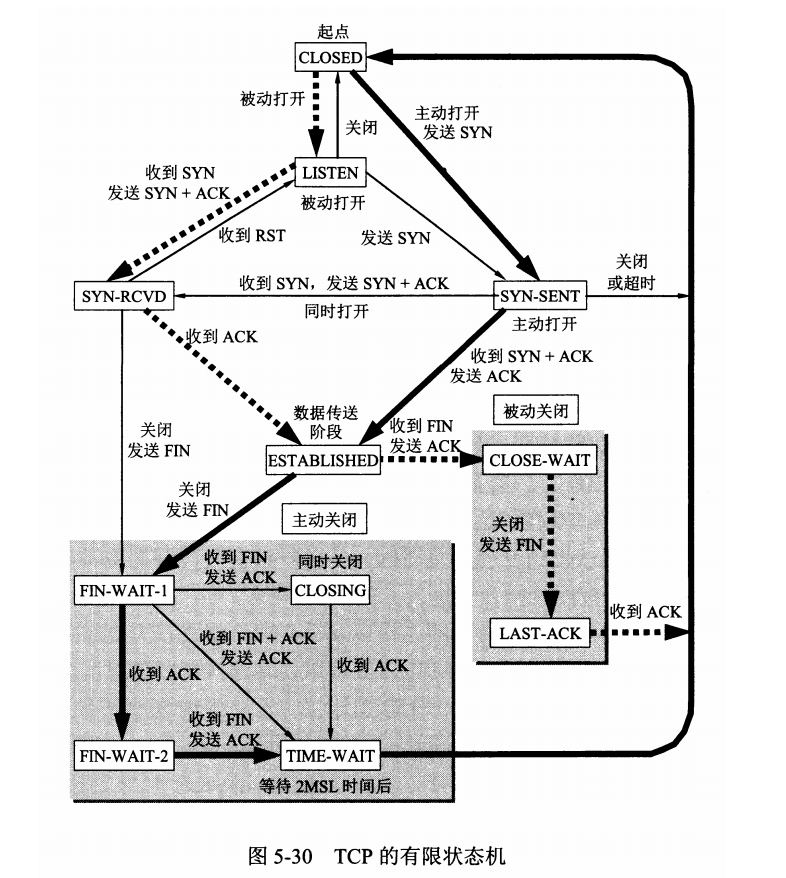 起点
CLOSED
被动打开
关闭
主动打开
发送 SYN
收到 SYN
发送 SYN + ACK
LISTEN
被动打开
收到 RST
发送 SYN
SYN-RCVD
收到 SYN，发送 SYN + ACK
同时打开
SYN-SENT
主动打开
关闭
或超时
收到 ACK
收到 SYN + ACK
发送 ACK
数据传送
阶段
ESTABLISHED
收到 FIN
发送 ACK
被动关闭
CLOSE-WAIT
关闭
发送 FIN
关闭
发送 FIN
主动关闭
关闭
发送 FIN
FIN-WAIT-1
收到 FIN
发送 ACK
同时关闭
CLOSING
LAST-ACK
收到 ACK
收到 FIN + ACK
发送 ACK
收到 ACK
收到 ACK
收到 FIN
发送 ACK
FIN-WAIT-2
TIME-WAIT
等待 2MSL 时间后
图 5-30 TCP 的有限状态机